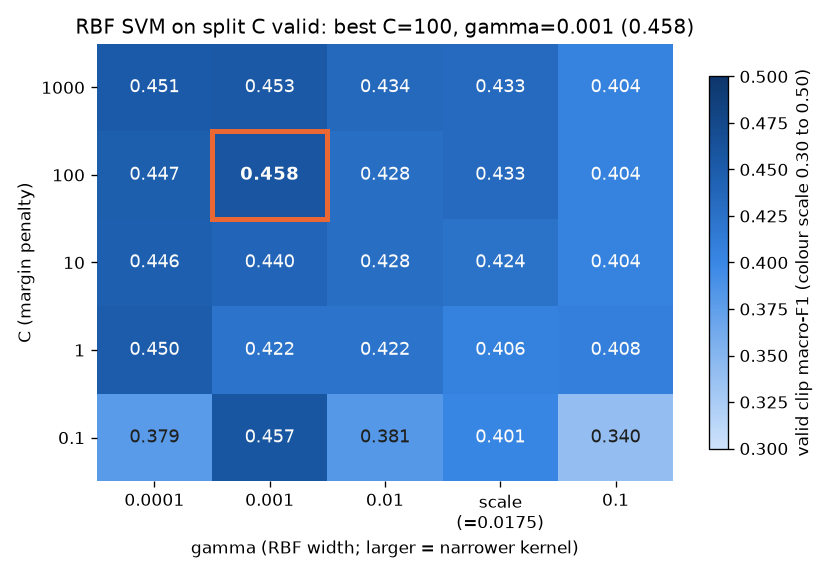 RBF SVM on split C valid: best C=100, gamma=0.001 (0.458)
C (margin penalty)
1000 0.451 0.453 0.434 0.433 0.404
100 0.447 0.458 0.428 0.433 0.404
10 0.446 0.440 0.428 0.424 0.404
1 0.450 0.422 0.422 0.406 0.408
0.1 0.379 0.457 0.381 0.401 0.340
0.0001 0.001 0.01 scale 0.1
(=0.0175)
gamma (RBF width; larger = narrower kernel)
0.500
0.475
0.450
0.425
0.400
0.375
0.350
0.325
0.300
valid clip macro-F1 (colour scale 0.30 to 0.50)